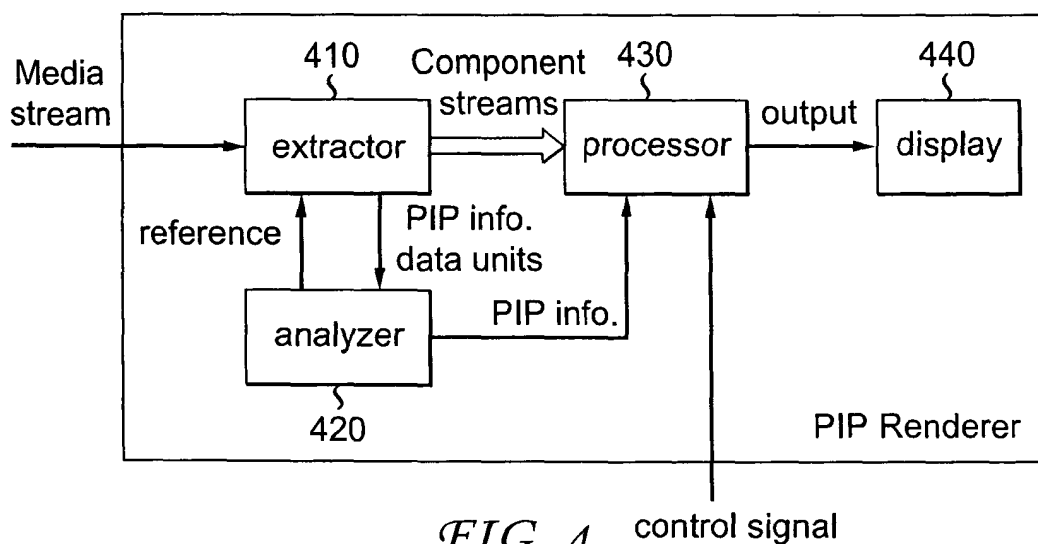 Media
stream
410
extractor
Component
streams
430
processor
output
440
display
reference
PIP info.
data units
analyzer
420
PIP info.
PIP Renderer
control signal
FIG. 4